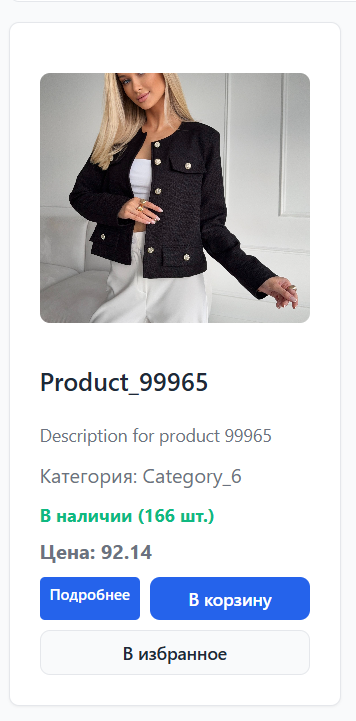 Product_99965
Description for product 99965
Категория: Category_6
В наличии (166 шт.)
Цена: 92.14
Подробнее
В корзину
В избранное